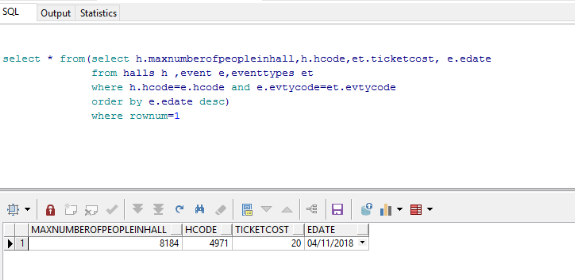 SQL Output Statistics
select * from(select h.maxnumberofpeopleinhall,h.hcode,et.ticketcost, e.edate
from halls h ,event e,eventtypes et
where h.hcode=e.hcode and e.evtycode=et.evtycode
order by e.edate desc)
where rownum=1
MAXNUMBEROFPEOPLEINHALL HCODE TICKETCOST EDATE
1 8184 4971 20 04/11/2018